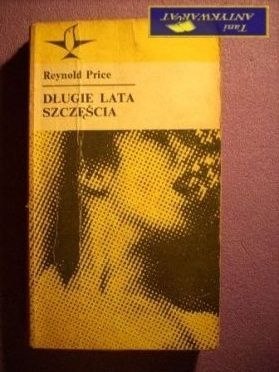 Tani
ANTYKWARIAT
Reynold Price
DŁUGIE LATA
SZCZĘŚCIA